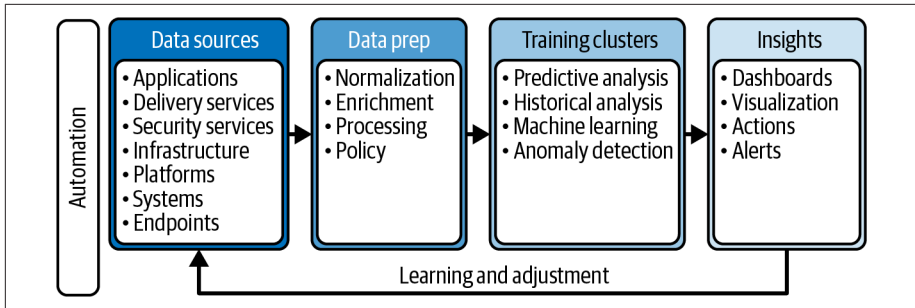 Automation
Data sources
• Applications
• Delivery services
• Security services
• Infrastructure
• Platforms
• Systems
• Endpoints
Data prep
• Normalization
• Enrichment
• Processing
• Policy
Training clusters
• Predictive analysis
• Historical analysis
• Machine learning
• Anomaly detection
Insights
• Dashboards
• Visualization
• Actions
• Alerts
Learning and adjustment